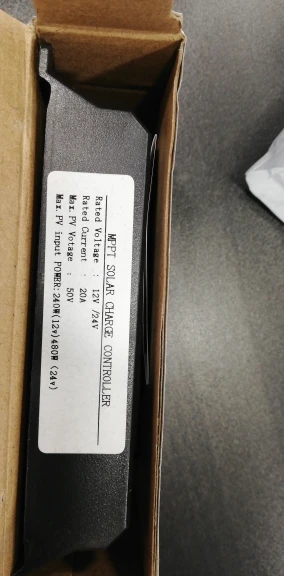 MPPT SOLAR CHARGE CONTROLLER
Rated Voltage : 12V /24V
Rated Current : 20A
Max.PV Votage : 50V
Max.PV input POWER:240W(12v)480W (24v)